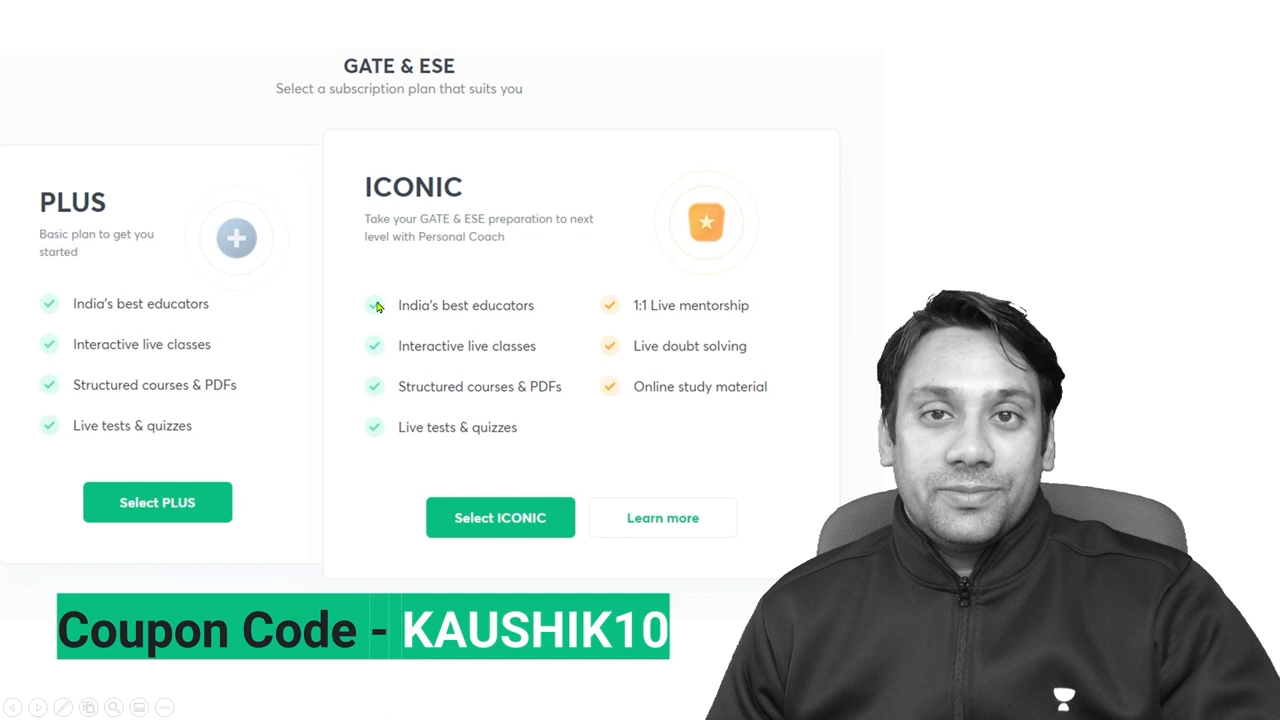 GATE & ESE
Select a subscription plan that suits you
PLUS
Basic plan to get you
started
India's best educators
Interactive live classes
Structured courses & PDFs
Live tests & quizzes
Select PLUS
ICONIC
Take your GATE & ESE preparation to next
level with Personal Coach
India's best educators
Interactive live classes
Structured courses & PDFs
Live tests & quizzes
1:1 Live mentorship
Live doubt solving
Online study material
Select ICONIC
Learn more
Coupon Code - KAUSHIK10